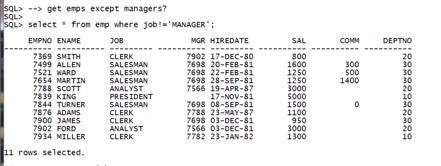 SQL> --> get emps except managers?
SQL>
SQL> select * from emp where job!='MANAGER';
EMPNO ENAME JOB MGR HIREDATE SAL COMM DEPTNO
---------- ---------- --------- ---------- --------- ---------- ---------- ----------
7369 SMITH CLERK 7902 17-DEC-80 800 20
7499 ALLEN SALESMAN 7698 20-FEB-81 1600 300 30
7521 WARD SALESMAN 7698 22-FEB-81 1250 500 30
7654 MARTIN SALESMAN 7698 28-SEP-81 1250 1400 30
7788 SCOTT ANALYST 7566 19-APR-87 3000 20
7839 KING PRESIDENT 17-NOV-81 5000 10
7844 TURNER SALESMAN 7698 08-SEP-81 1500 0 30
7876 ADAMS CLERK 7788 23-MAY-87 1100 20
7900 JAMES CLERK 7698 03-DEC-81 950 30
7902 FORD ANALYST 7566 03-DEC-81 3000 20
7934 MILLER CLERK 7782 23-JAN-82 1300 10
11 rows selected.